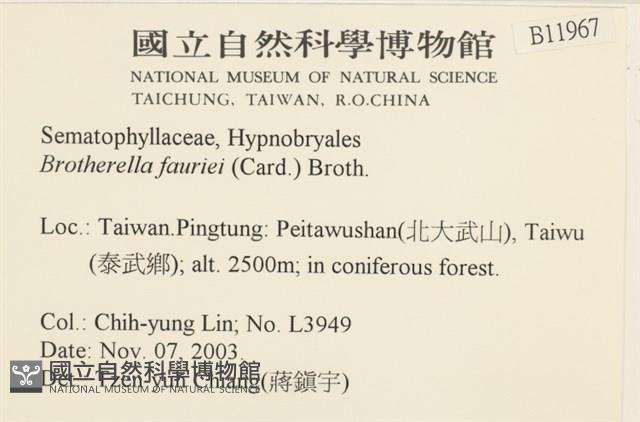 國立自然科學博物館
B11967
NATIONAL MUSEUM OF NATURAL SCIENCE
TAICHUNG, TAIWAN, R.O.CHINA
Sematophyllaceae, Hypnobryales
Brotherella fauriei (Card.) Broth.
Loc.: Taiwan.Pingtung: Peitawushan(北大武山), Taiwu
(泰武鄉); alt. 2500m; in coniferous forest.
Col.: Chih-yung Lin; No. L3949
Date: Nov. 07, 2003.
國立自然科學博物館
Det.: Tzen-yuh Chiang(蔣鎮宇)
NATIONAL MUSEUM OF NATURAL SCIENCE